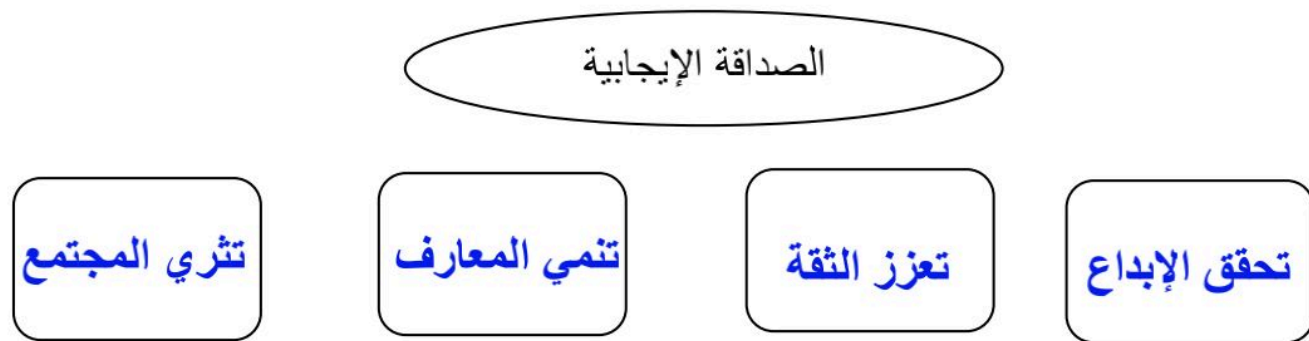 الصداقة الإيجابية
تحقق الإبداع
تعزز الثقة
تنمي المعارف
تثري المجتمع